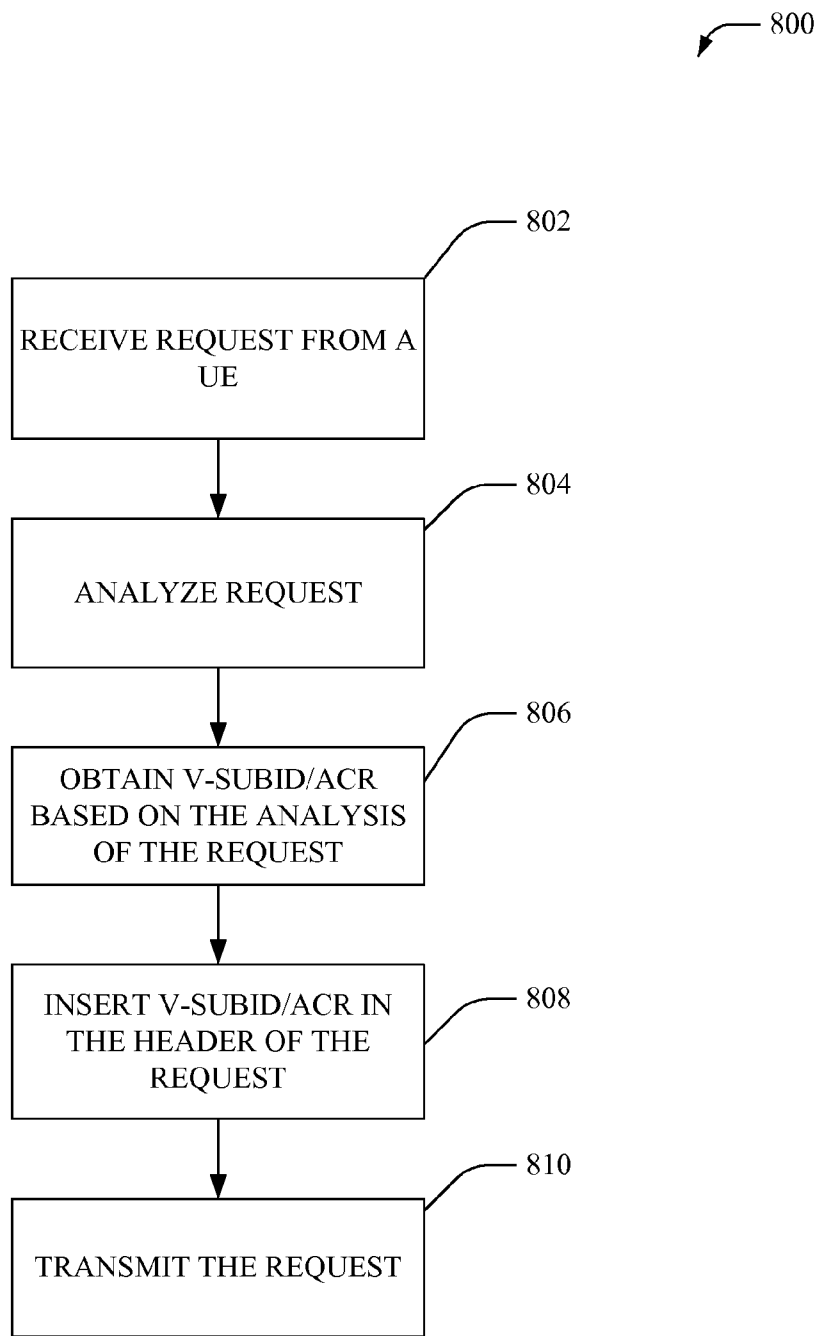 800
802
RECEIVE REQUEST FROM A
UE
804
ANALYZE REQUEST
806
OBTAIN V-SUBID/ACR
BASED ON THE ANALYSIS
OF THE REQUEST
808
INSERT V-SUBID/ACR IN
THE HEADER OF THE
REQUEST
810
TRANSMIT THE REQUEST